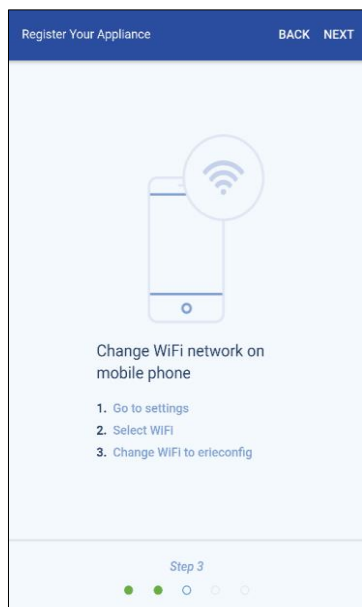 Register Your Appliance BACK NEXT
Change WiFi network on
mobile phone
1. Go to settings
2. Select WiFi
3. Change WiFi to erieconfig
Step 3